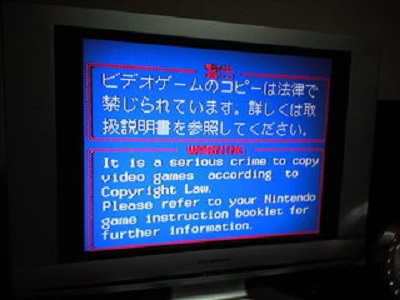 警告
ビデオゲームのコピーは法律で
禁じられています。詳しくは取
扱説明書を参照してください。
WARNING
It is a serious crime to copy
video games according to
Copyright Law.
Please refer to your Nintendo
game instruction booklet for
further information.